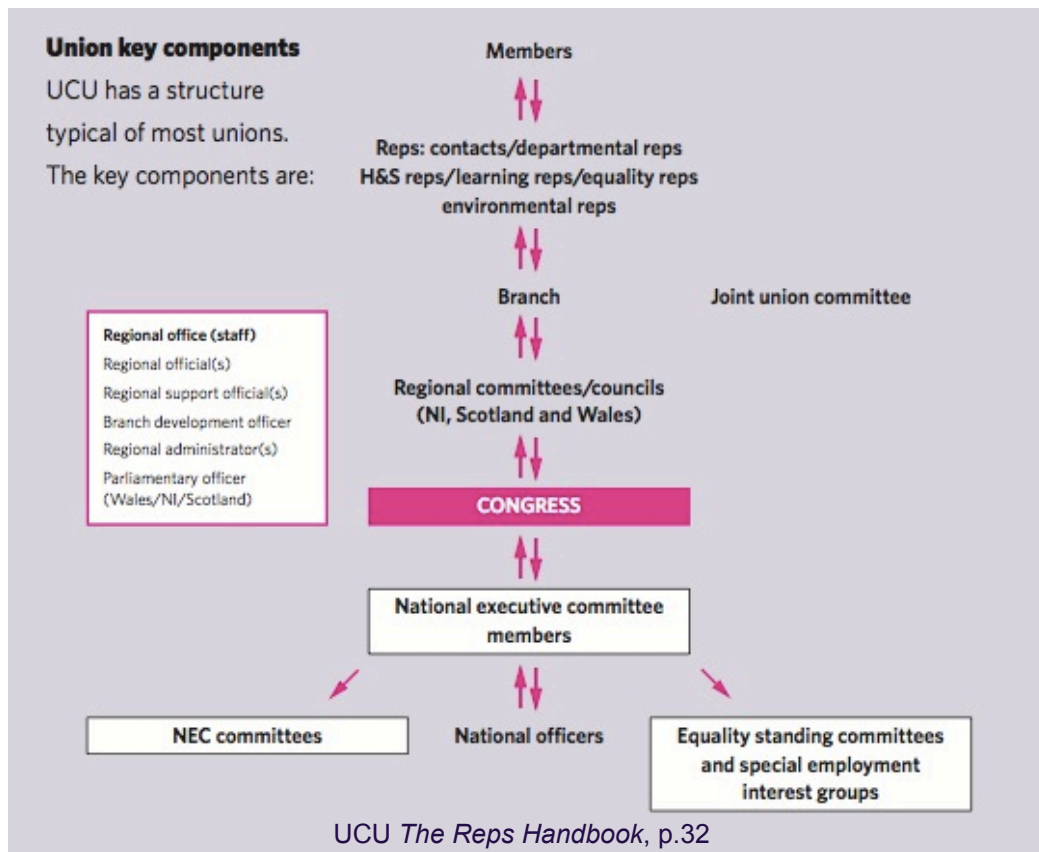 Union key components
UCU has a structure
typical of most unions.
The key components are:
Members
Reps: contacts/departmental reps
H&S reps/learning reps/equality reps
environmental reps
Branch
Joint union committee
Regional office (staff)
Regional official(s)
Regional support official(s)
Branch development officer
Regional administrator(s)
Parliamentary officer
(Wales/NI/Scotland)
Regional committees/councils
(NI, Scotland and Wales)
CONGRESS
National executive committee
members
NEC committees
National officers
Equality standing committees
and special employment
interest groups
UCU The Reps Handbook, p.32